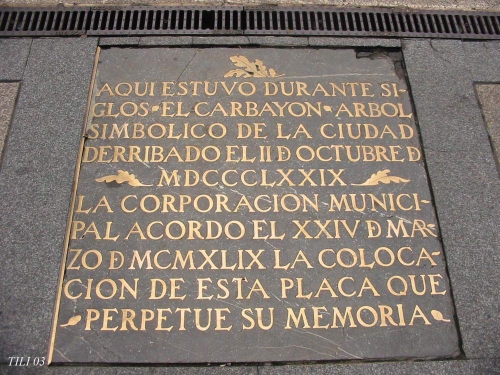 AQUI ESTUVO DURANTE SI-
GLOS·EL CARBAYON·ARBOL
SIMBOLICO DE LA CIUDAD
DERRIBADO EL II Đ OCTUBRE Đ
MDCCCLXXIX
LA CORPORACION·MUNICI-
PAL ACORDO EL XXIV Đ MAR-
ZO Đ MCMXLIX LA COLOCA-
CION DE ESTA PLACA QUE
PERPETUE SU MEMORIA
TILI 03